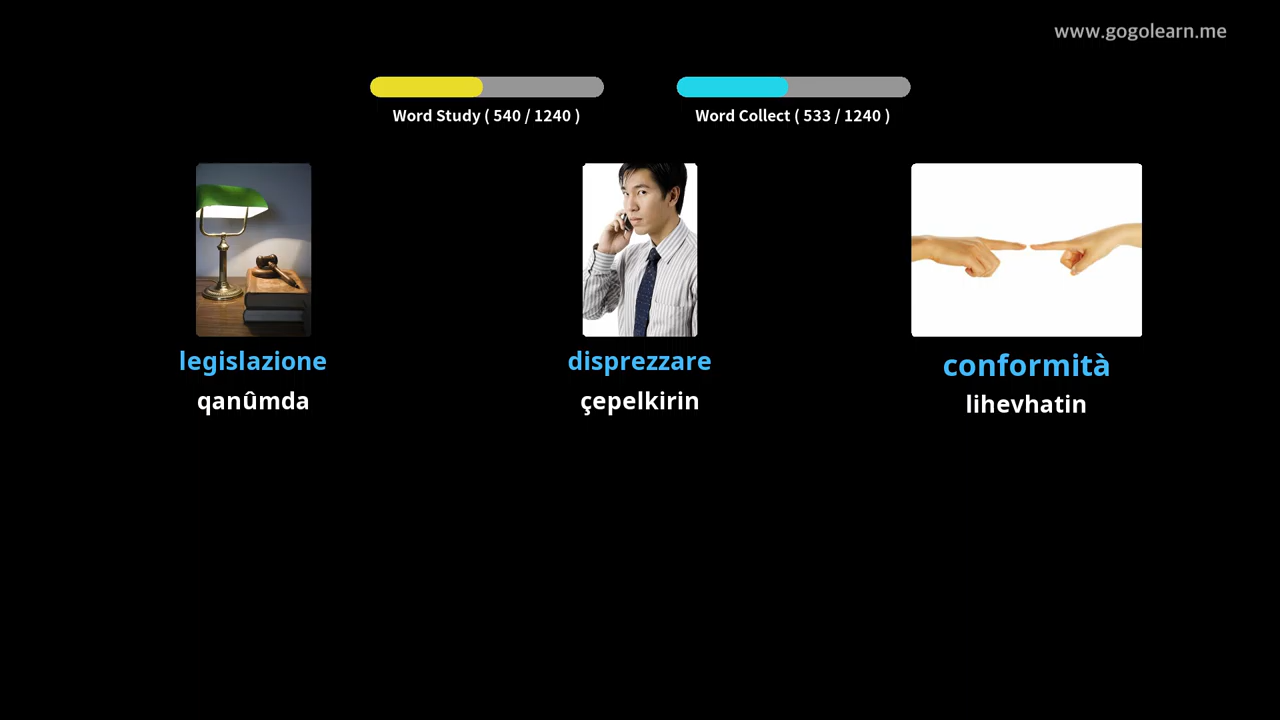 www.gogolearn.me
Word Study ( 540 / 1240 )
Word Collect ( 533 / 1240 )
legislazione
qanûmda
disprezzare
çepelkirin
conformità
lihevhatin